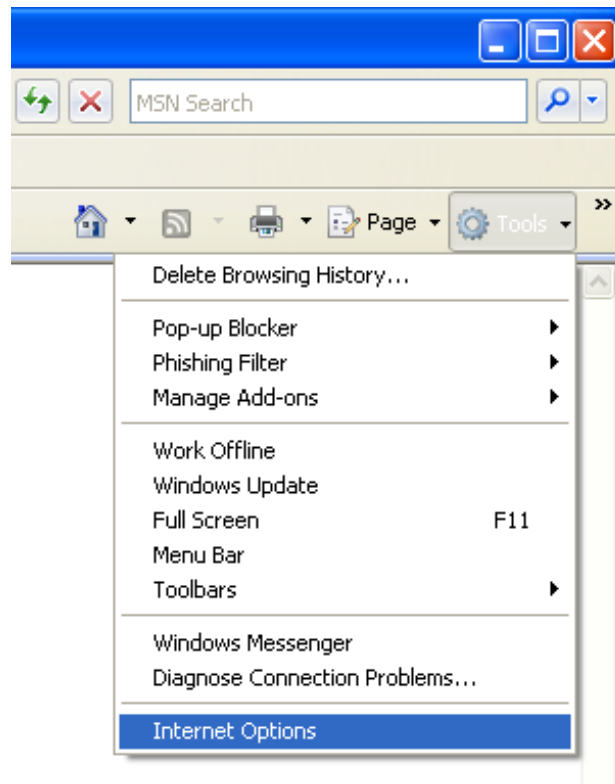 MSN Search
Page Tools
Delete Browsing History...
Pop-up Blocker
Phishing Filter
Manage Add-ons
Work Offline
Windows Update
Full Screen F11
Menu Bar
Toolbars
Windows Messenger
Diagnose Connection Problems...
Internet Options